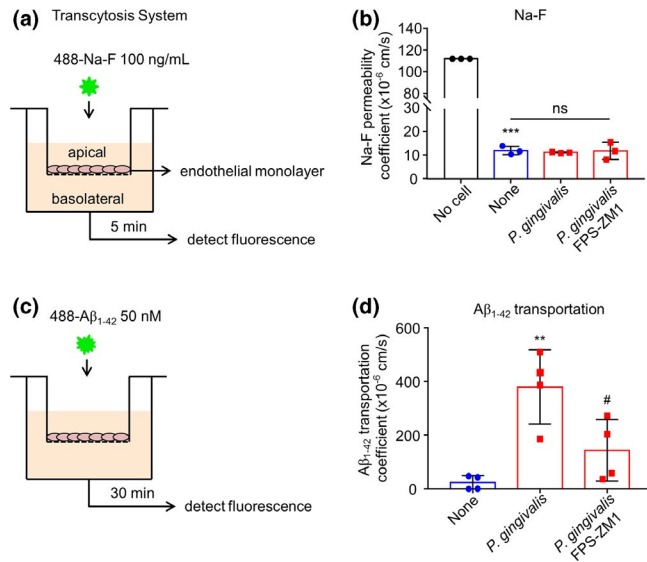 (a)
Transcytosis System
488-Na-F 100 ng/mL
apical
endothelial monolayer
basolateral
5 min
detect fluorescence
(b)
Na-F
Na-F permeability
coefficient (x10-6 cm/s)
140
120
100
80
60
30
20
10
0
ns
***
No cell
None
P. gingivalis
P. gingivalis
FPS-ZM1
(c)
488-Aβ1-42 50 nM
30 min
detect fluorescence
(d)
Aβ1-42 transportation
Aβ1-42 transportation
coefficient (x10-6 cm/s)
600
400
200
0
**
#
None
P. gingivalis
P. gingivalis
FPS-ZM1